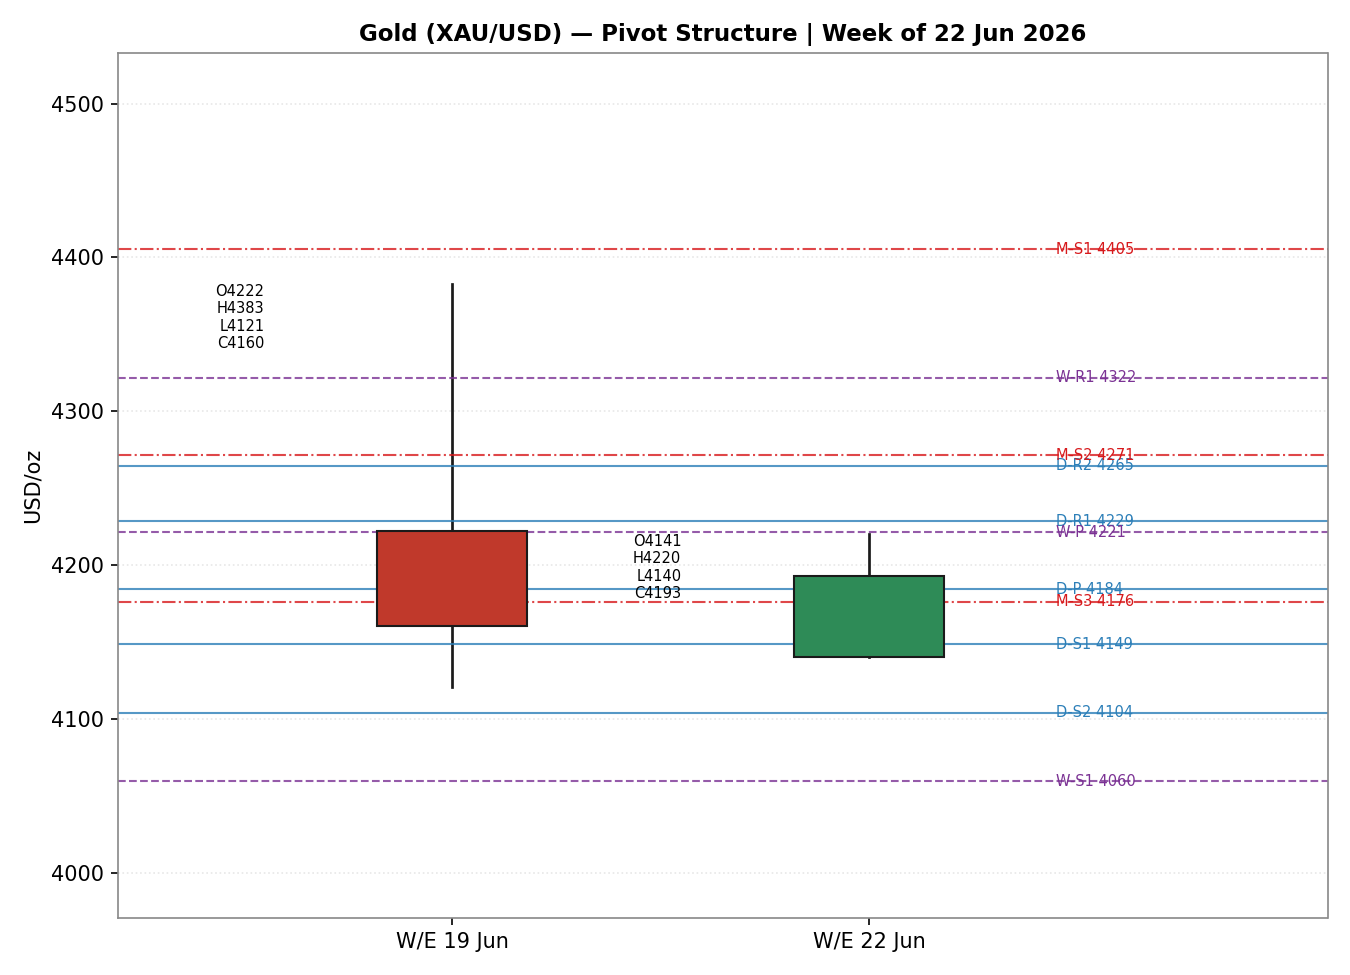 Gold (XAU/USD) — Pivot Structure | Week of 22 Jun 2026
USD/oz
4500
4400
4300
4200
4100
4000
O4222
H4383
L4121
C4160
O4141
H4220
L4140
C4193
M-S1 4405
W-R1 4322
M-S2 4271
D-R2 4265
D-R1 4229
W-P 4221
D-P 4184
M-S3 4176
D-S1 4149
D-S2 4104
W-S1 4060
W/E 19 Jun
W/E 22 Jun